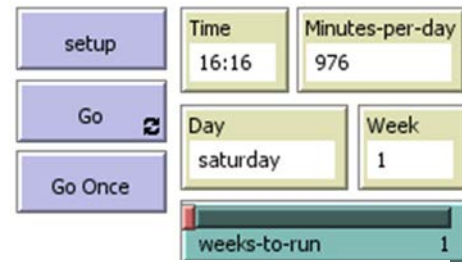 setup
Go
Go Once
Time
16:16
Minutes-per-day
976
Day
saturday
Week
1
weeks-to-run 1